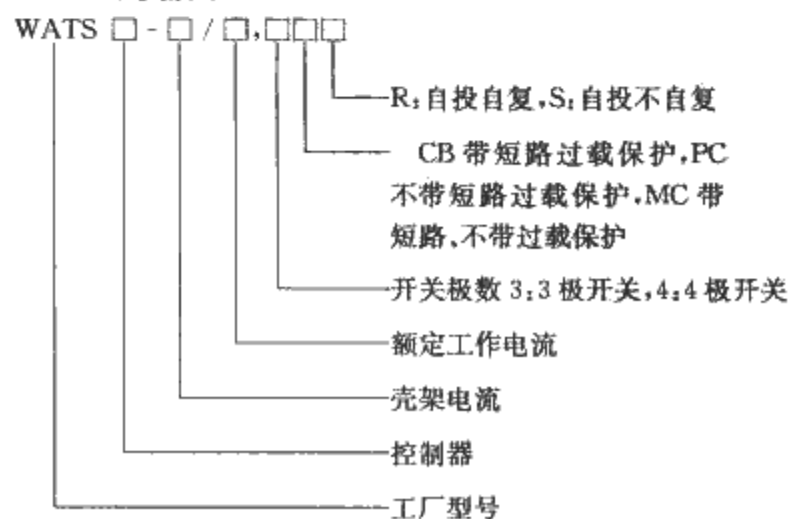 WATS □ - □ / □,□□□
R:自投自复,S:自投不自复
CB 带短路过载保护,PC
不带短路过载保护,MC 带
短路、不带过载保护
开关极数 3:3 极开关,4:4 极开关
额定工作电流
壳架电流
控制器
工厂型号